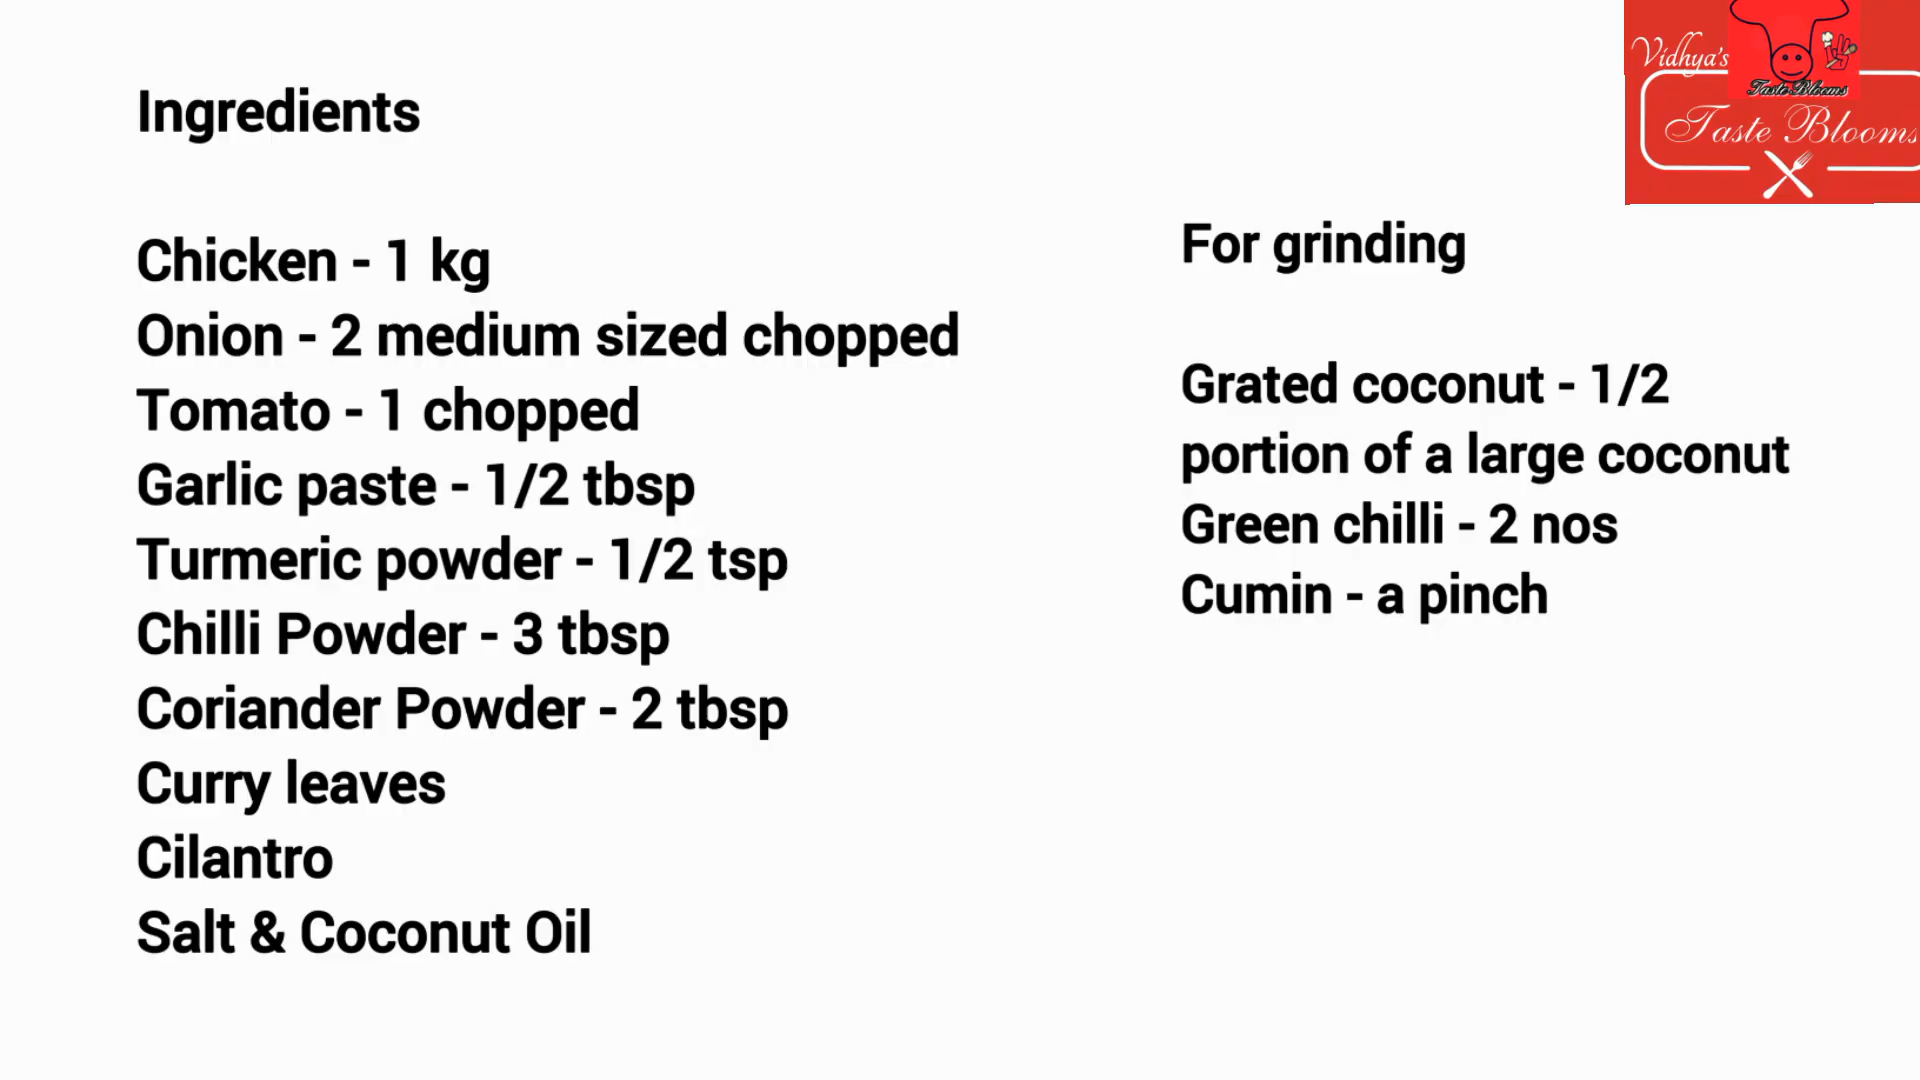 Ingredients
Chicken - 1 kg
Onion - 2 medium sized chopped
Tomato - 1 chopped
Garlic paste - 1/2 tbsp
Turmeric powder - 1/2 tsp
Chilli Powder - 3 tbsp
Coriander Powder - 2 tbsp
Curry leaves
Cilantro
Salt & Coconut Oil
For grinding
Grated coconut - 1/2
portion of a large coconut
Green chilli - 2 nos
Cumin - a pinch
Vidhya's
Taste Blooms
Taste Blooms